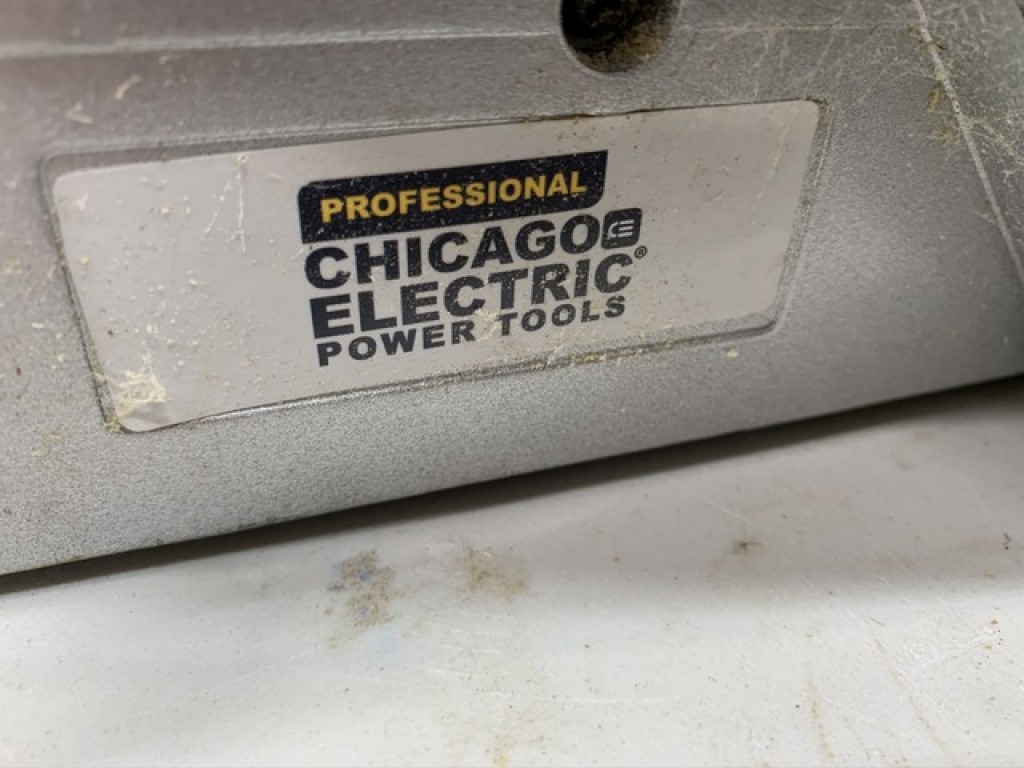 PROFESSIONAL
CHICAGO
ELECTRIC®
POWER TOOLS